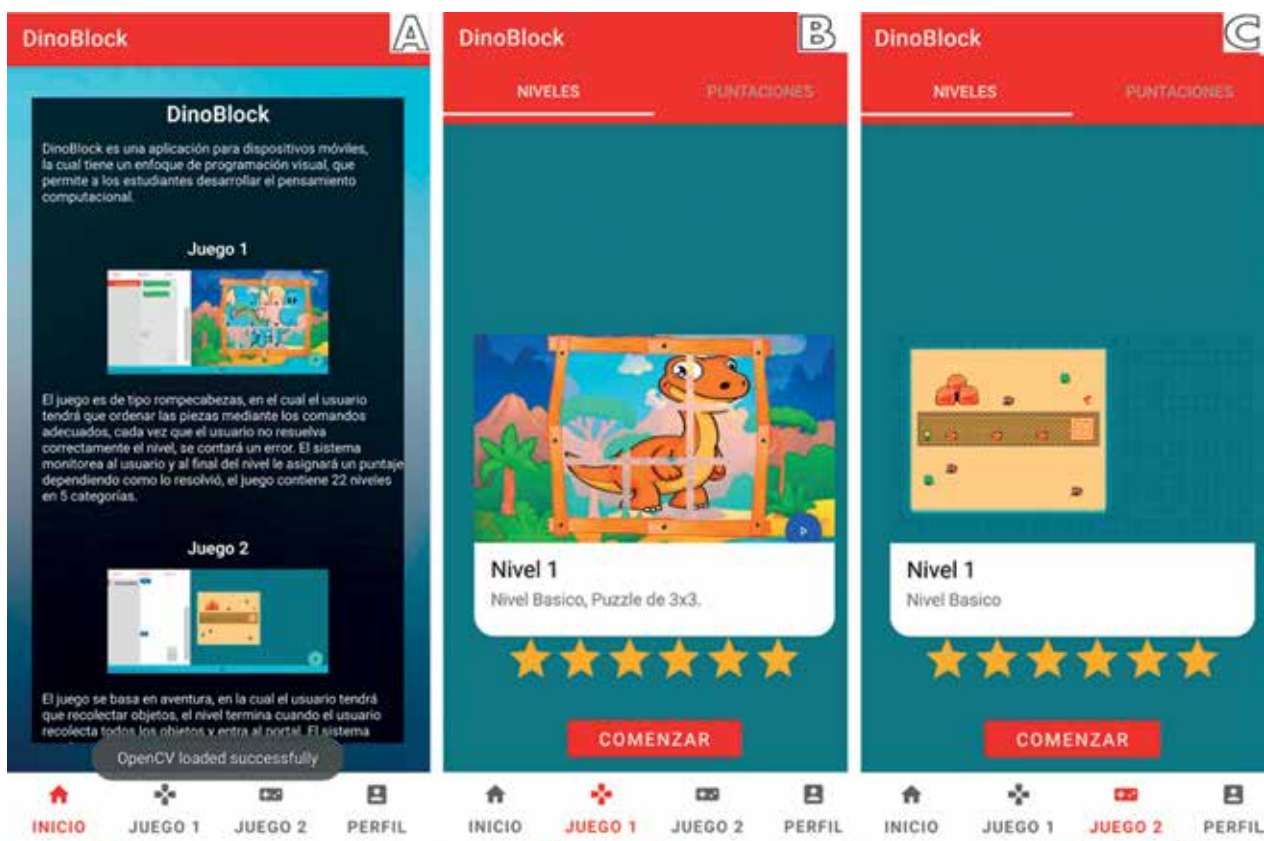 DinoBlock
A
DinoBlock
DinoBlock es una aplicación para dispositivos móviles,
la cual tiene un enfoque de programación visual, que
permite a los estudiantes desarrollar el pensamiento
computacional.
Juego 1
El juego es de tipo rompecabezas, en el cual el usuario
tendrá que ordenar las piezas mediante los comandos
adecuados, cada vez que el usuario no resuelva
correctamente el nivel, se contará un error. El sistema
monitorea al usuario y al final del nivel le asignará un puntaje
dependiendo como lo resolvió, el juego contiene 22 niveles
en 5 categorías.
Juego 2
El juego se basa en aventura, en la cual el usuario tendrá
que recolectar objetos, el nivel termina cuando el usuario
recolecta todos los objetos y entra al portal. El sistema
OpenCV loaded successfully
INICIO JUEGO 1 JUEGO 2 PERFIL
DinoBlock
B
NIVELES PUNTACIONES
Nivel 1
Nivel Basico, Puzzle de 3x3.
COMENZAR
INICIO JUEGO 1 JUEGO 2 PERFIL
DinoBlock
C
NIVELES PUNTACIONES
Nivel 1
Nivel Basico
COMENZAR
INICIO JUEGO 1 JUEGO 2 PERFIL